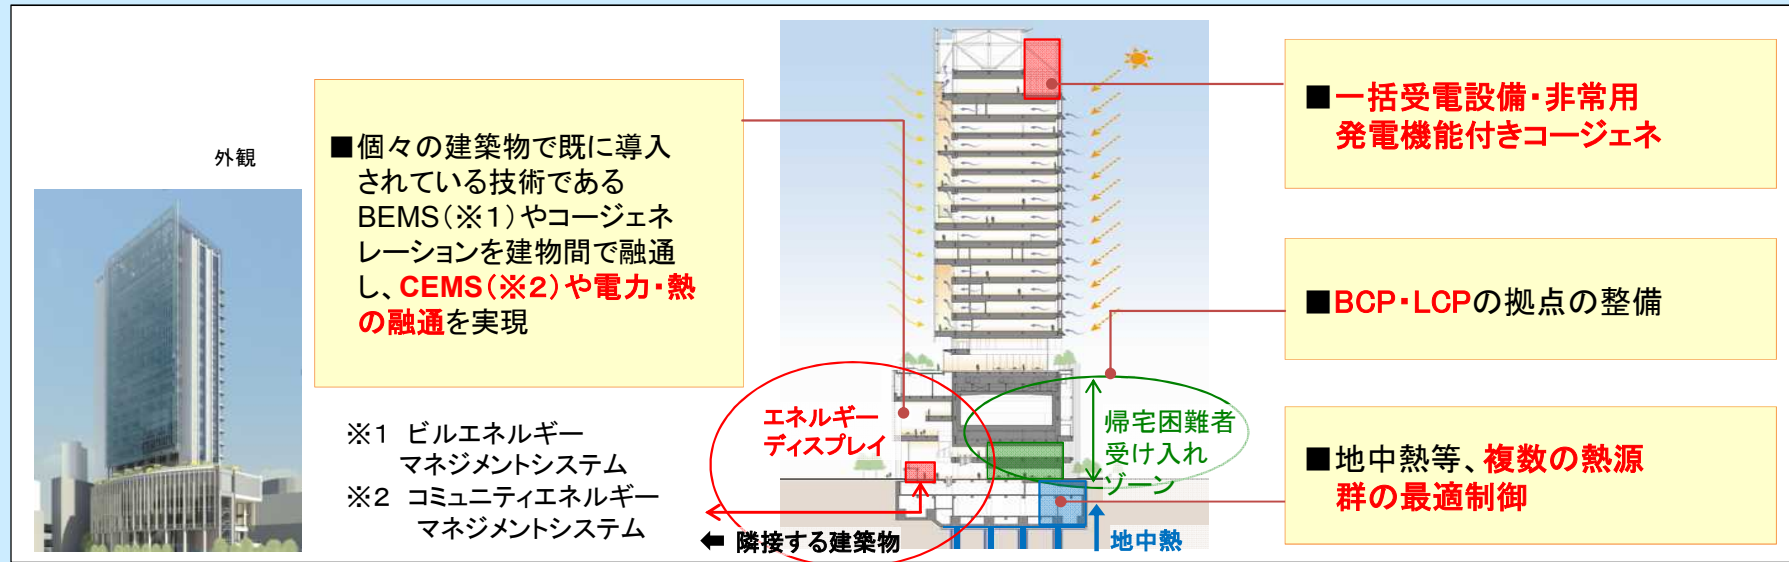 外観
■個々の建築物で既に導入
されている技術である
BEMS(※1)やコージェネ
レーションを建物間で融通
し、CEMS(※2)や電力・熱
の融通を実現
※1 ビルエネルギー
マネジメントシステム
※2 コミュニティエネルギー
マネジメントシステム
エネルギー
ディスプレイ
帰宅困難者
受け入れ
ゾーン
⬅ 隣接する建築物
地中熱
■一括受電設備・非常用
発電機能付きコージェネ
■BCP・LCPの拠点の整備
■地中熱等、複数の熱源
群の最適制御